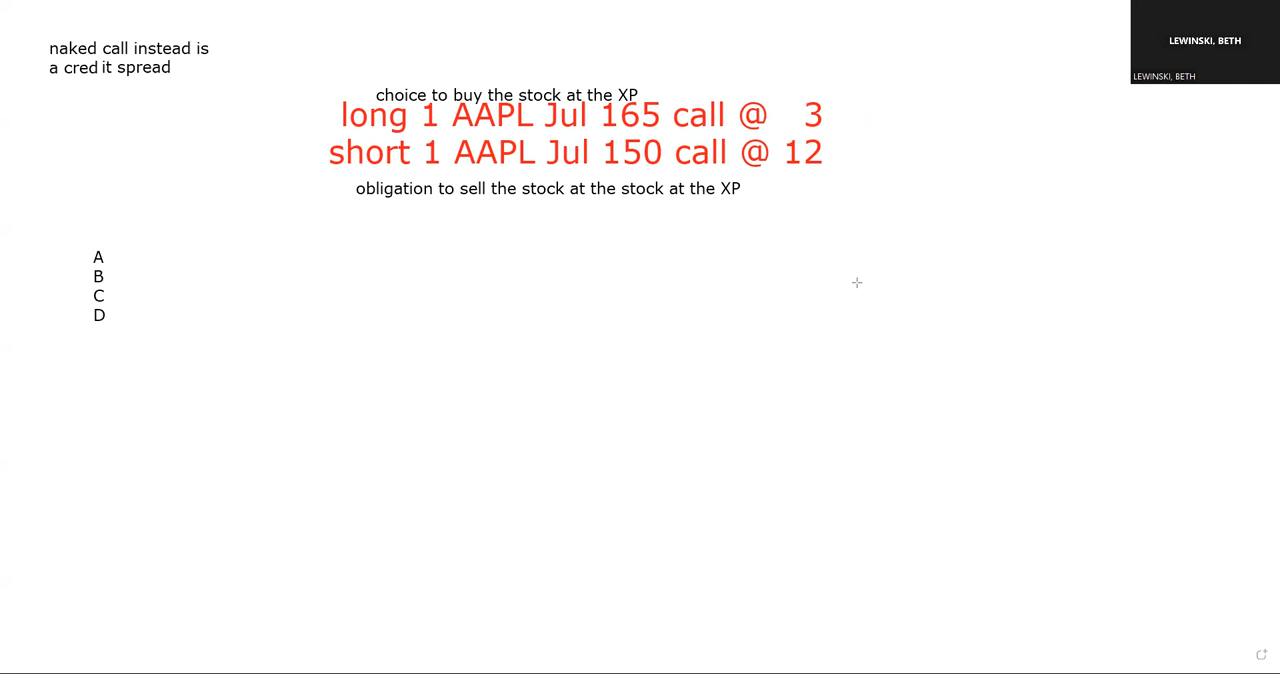 LEWINSKI, BETH
LEWINSKI, BETH
naked call instead is
a credit spread
choice to buy the stock at the XP
long 1 AAPL Jul 165 call @ 3
short 1 AAPL Jul 150 call @ 12
obligation to sell the stock at the stock at the XP
A
B
C
D